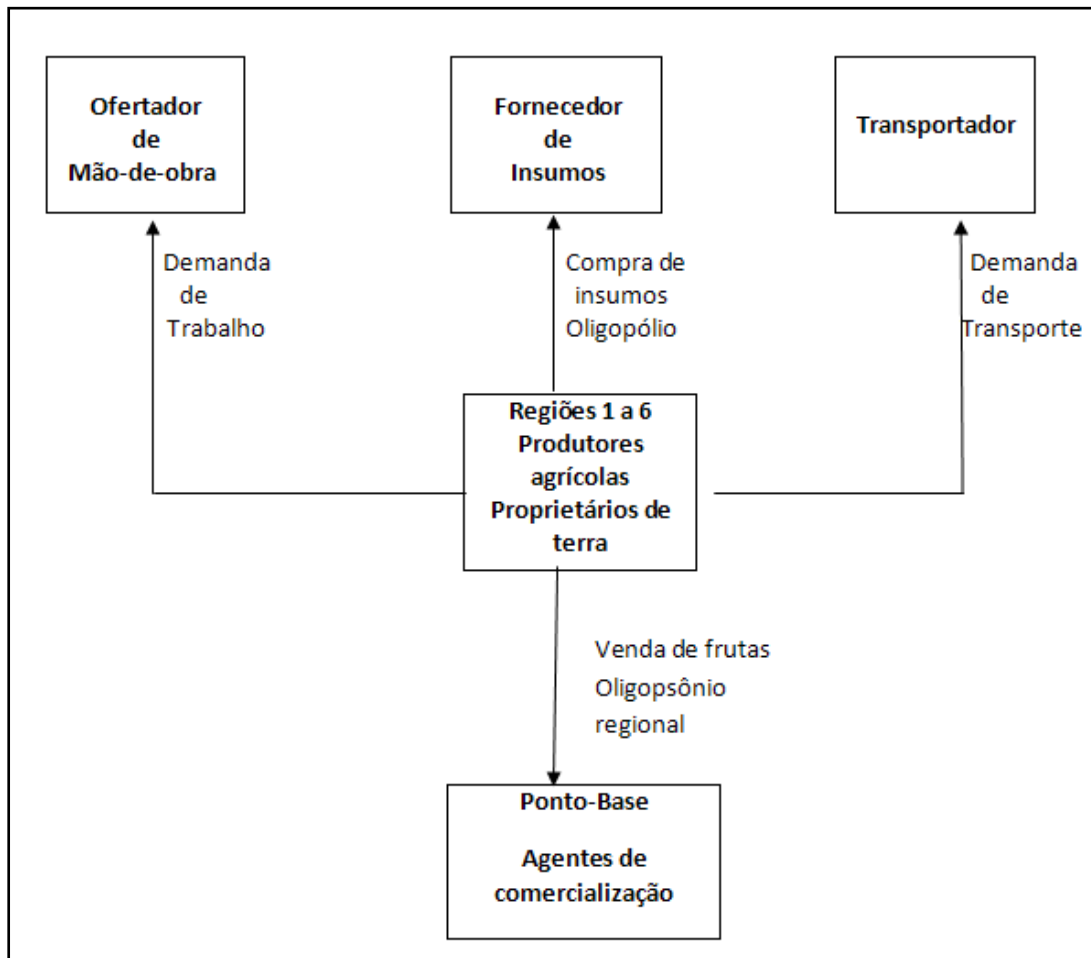 Ofertador
de
Mão-de-obra
Fornecedor
de
Insumos
Transportador
Demanda
de
Trabalho
Compra de
insumos
Oligopólio
Demanda
de
Transporte
Regiões 1 a 6
Produtores
agrícolas
Proprietários de
terra
Venda de frutas
Oligopsônio
regional
Ponto-Base
Agentes de
comercialização